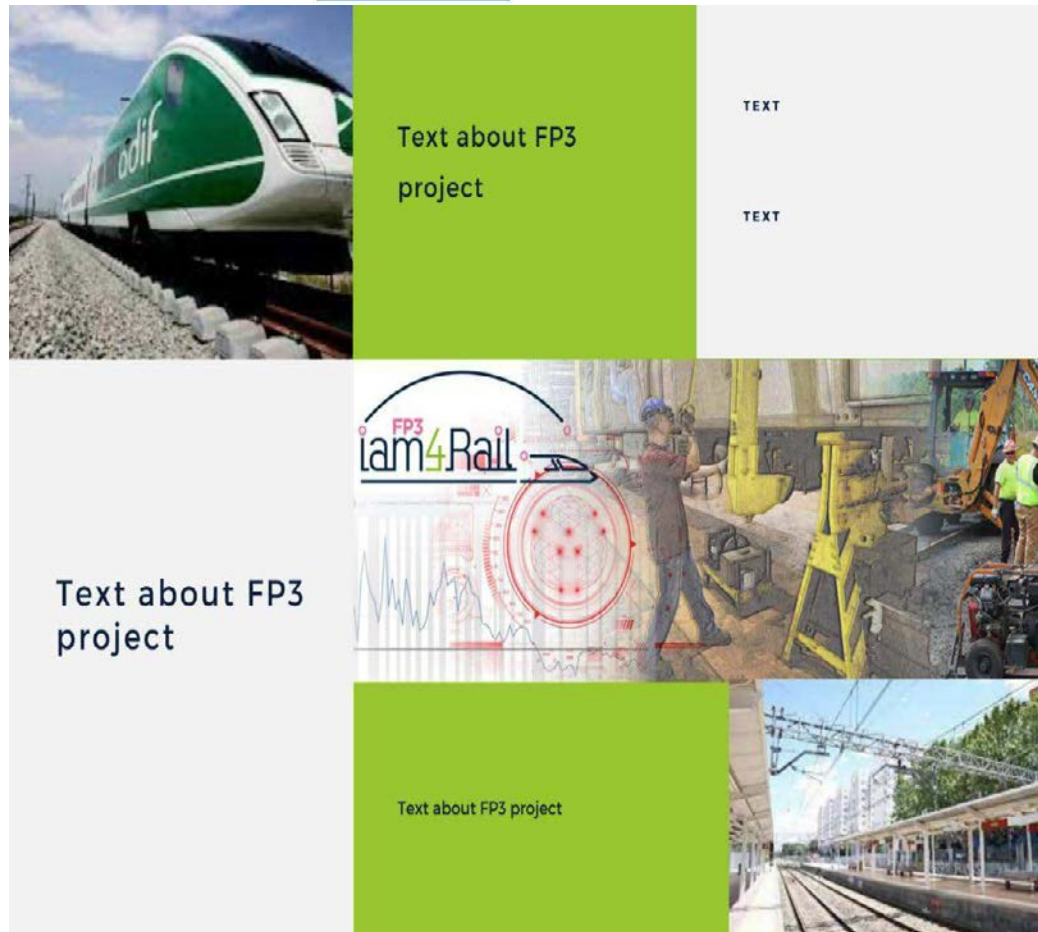 adif
Text about FP3
project
TEXT
TEXT
FP3
iam4Rail
Text about FP3
project
Text about FP3 project